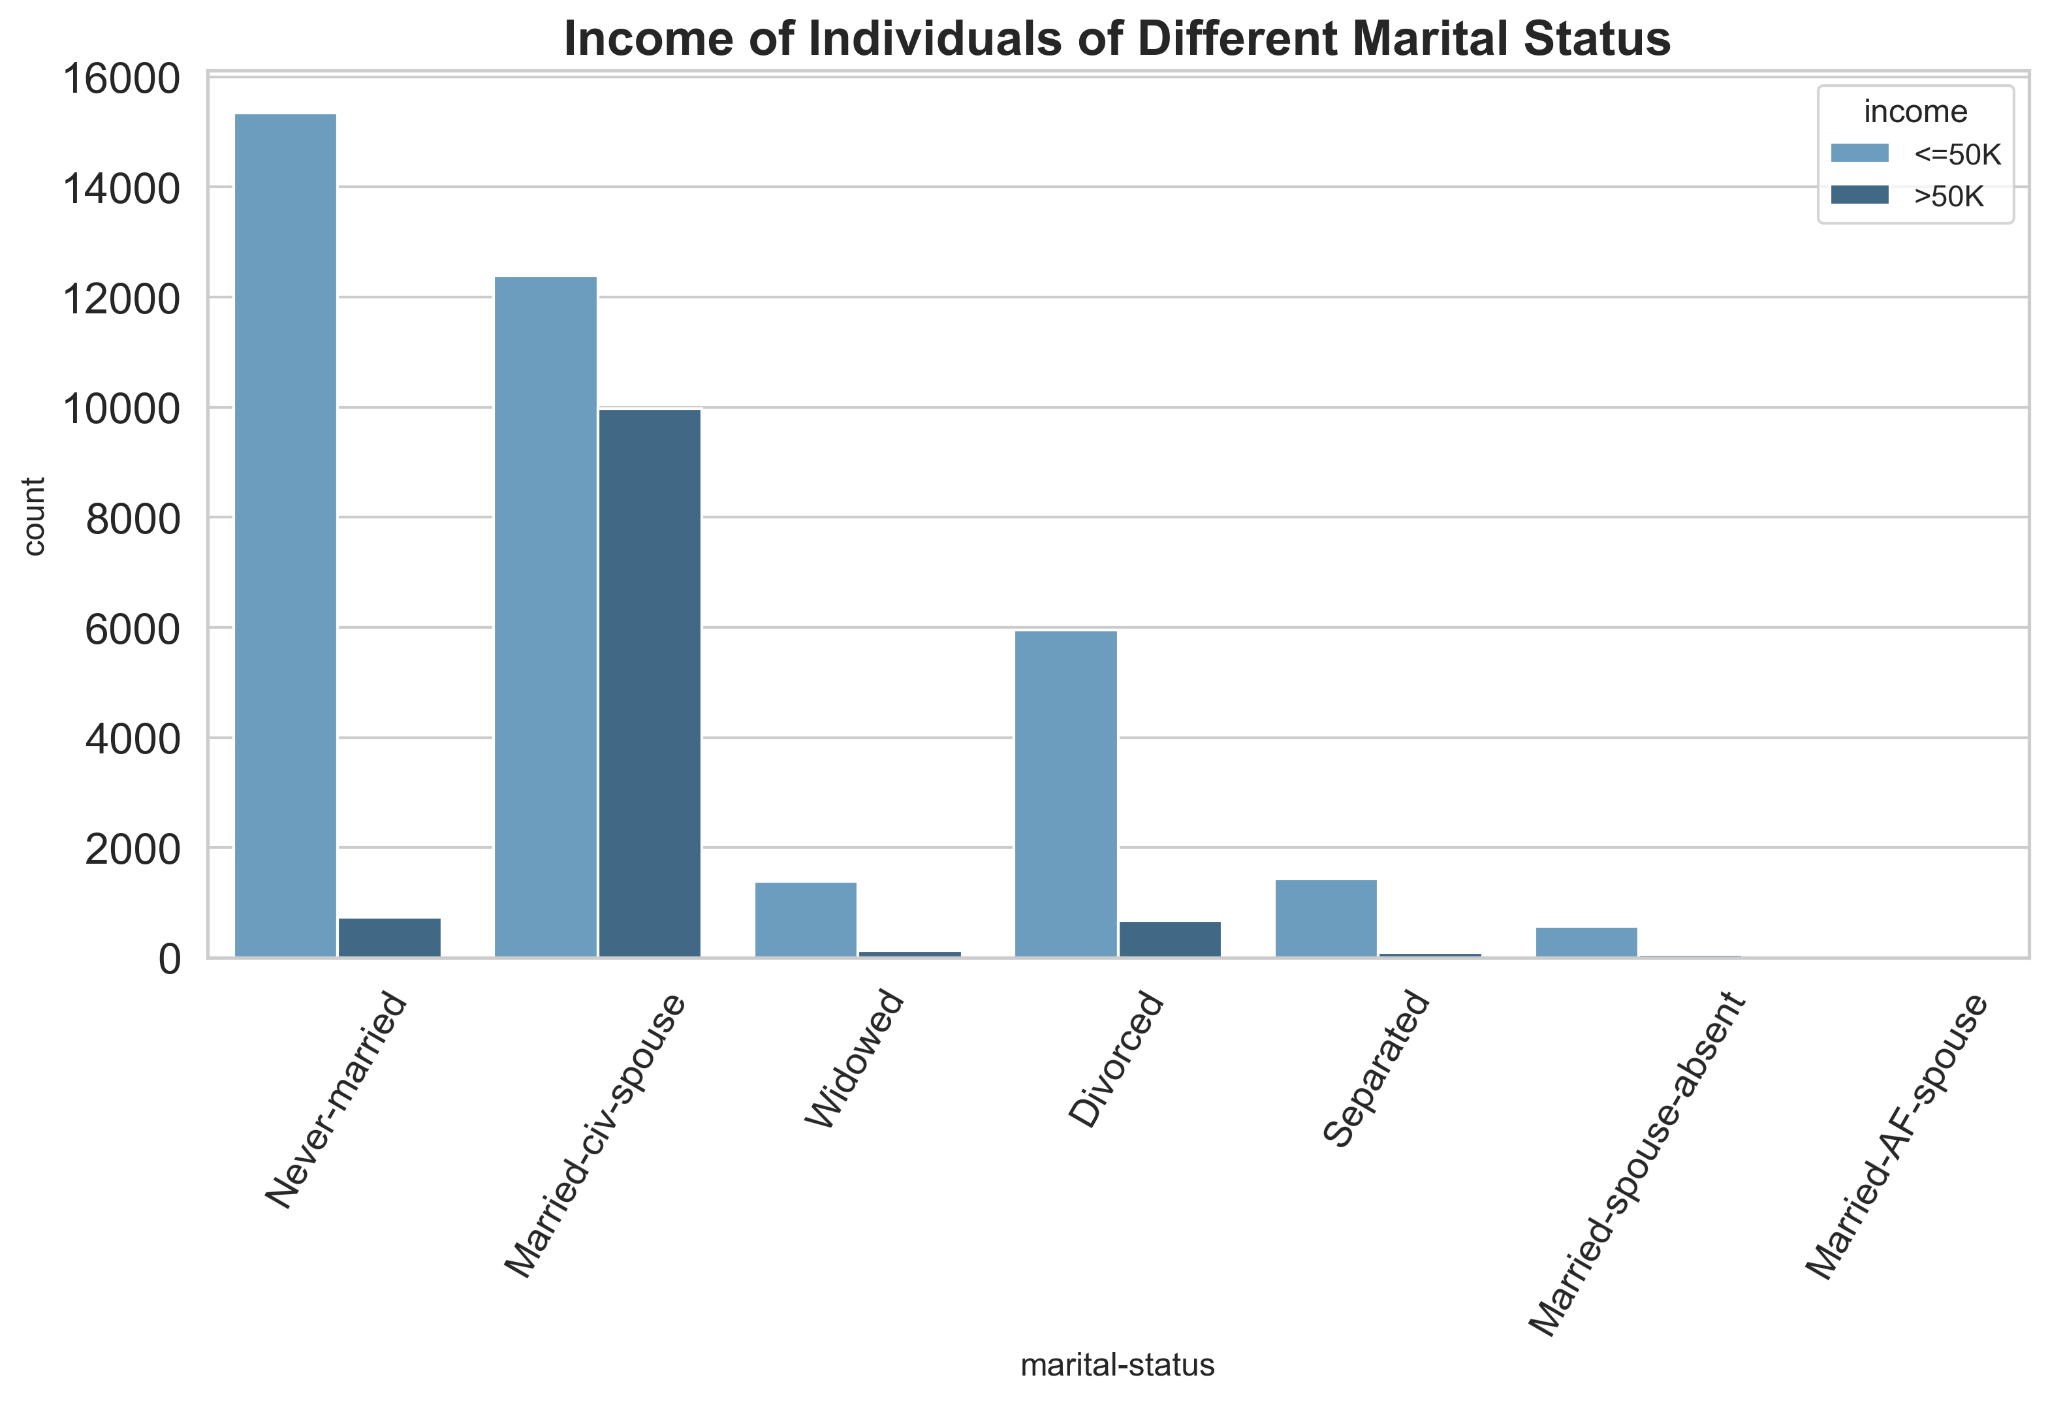 Income of Individuals of Different Marital Status
16000
14000
12000
10000
8000
6000
4000
2000
0
count
income
<=50K
>50K
Never-married
Married-civ-spouse
Widowed
Divorced
Separated
Married-spouse-absent
Married-AF-spouse
marital-status